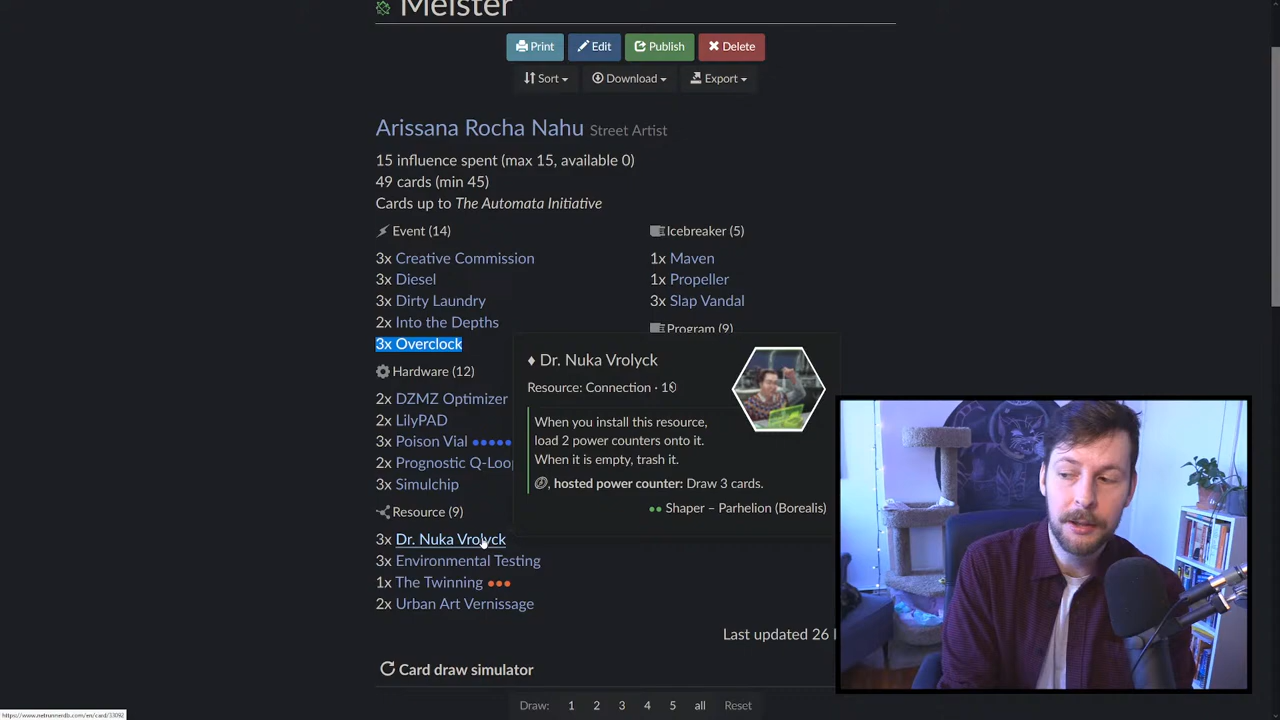 Meister
Print Edit Publish Delete
Sort Download Export
Arissana Rocha Nahu Street Artist
15 influence spent (max 15, available 0)
49 cards (min 45)
Cards up to The Automata Initiative
Event (14)
3x Creative Commission
3x Diesel
3x Dirty Laundry
2x Into the Depths
3x Overclock
Hardware (12)
2x DZMZ Optimizer
2x LilyPAD
3x Poison Vial
2x Prognostic Q-Loop
3x Simulchip
Resource (9)
3x Dr. Nuka Vrolyck
3x Environmental Testing
1x The Twinning
2x Urban Art Vernissage
Icebreaker (5)
1x Maven
1x Propeller
3x Slap Vandal
Program (9)
Dr. Nuka Vrolyck
Resource: Connection · 1
When you install this resource,
load 2 power counters onto it.
When it is empty, trash it.
, hosted power counter: Draw 3 cards.
Shaper – Parhelion (Borealis)
Last updated 26
Card draw simulator
Draw: 1 2 3 4 5 all Reset
https://www.netrunnerdb.com/en/card/33092